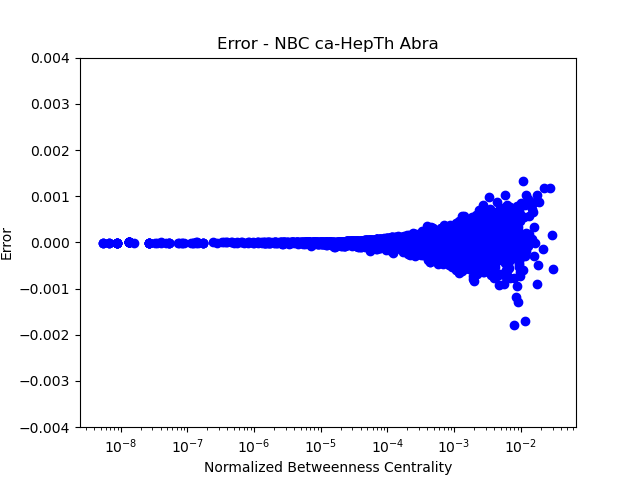 Error - NBC ca-HepTh Abra
0.004
0.003
0.002
0.001
0.000
−0.001
−0.002
−0.003
−0.004
Error
10⁻⁸ 10⁻⁷ 10⁻⁶ 10⁻⁵ 10⁻⁴ 10⁻³ 10⁻²
Normalized Betweenness Centrality